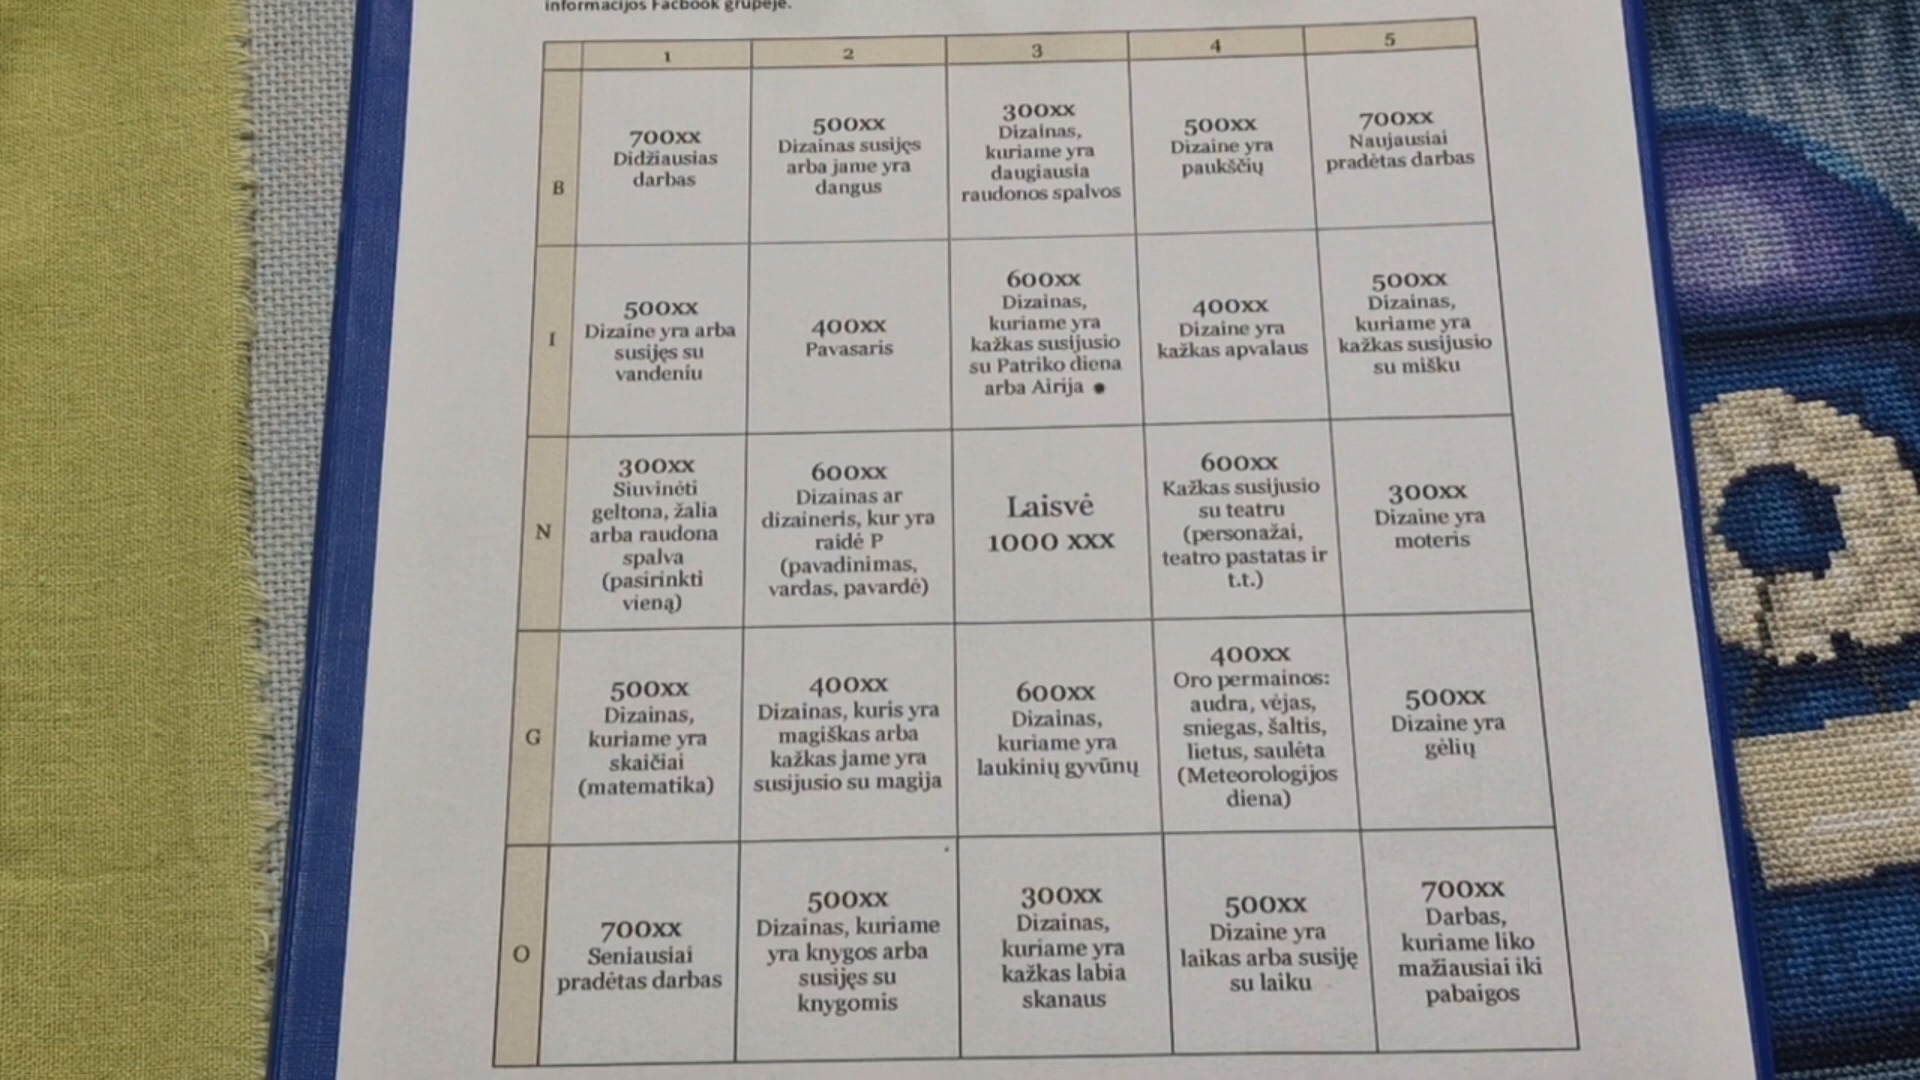 informacijos Facbook grupėje.
1 2 3 4 5
B
700xx
Didžiausias
darbas
500xx
Dizainas susijęs
arba jame yra
dangus
300xx
Dizainas,
kuriame yra
daugiausia
raudonos spalvos
500xx
Dizaine yra
paukščių
700xx
Naujausiai
pradėtas darbas
I
500xx
Dizaine yra arba
susijęs su
vandeniu
400xx
Pavasaris
600xx
Dizainas,
kuriame yra
kažkas susijusio
su Patriko diena
arba Airija
400xx
Dizaine yra
kažkas apvalaus
500xx
Dizainas,
kuriame yra
kažkas susijusio
su mišku
N
300xx
Siuvinėti
geltona, žalia
arba raudona
spalva
(pasirinkti
vieną)
600xx
Dizainas ar
dizaineris, kur yra
raidė P
(pavadinimas,
vardas, pavardė)
Laisvė
1000 xxx
600xx
Kažkas susijusio
su teatru
(personažai,
teatro pastatas ir
t.t.)
300xx
Dizaine yra
moteris
G
500xx
Dizainas,
kuriame yra
skaičiai
(matematika)
400xx
Dizainas, kuris yra
magiškas arba
kažkas jame yra
susijusio su magija
600xx
Dizainas,
kuriame yra
laukinių gyvūnų
400xx
Oro permainos:
audra, vėjas,
sniegas, šaltis,
lietus, saulėta
(Meteorologijos
diena)
500xx
Dizaine yra
gėlių
O
700xx
Seniausiai
pradėtas darbas
500xx
Dizainas, kuriame
yra knygos arba
susijęs su
knygomis
300xx
Dizainas,
kuriame yra
kažkas labia
skanaus
500xx
Dizaine yra
laikas arba susiję
su laiku
700xx
Darbas,
kuriame liko
mažiausiai iki
pabaigos